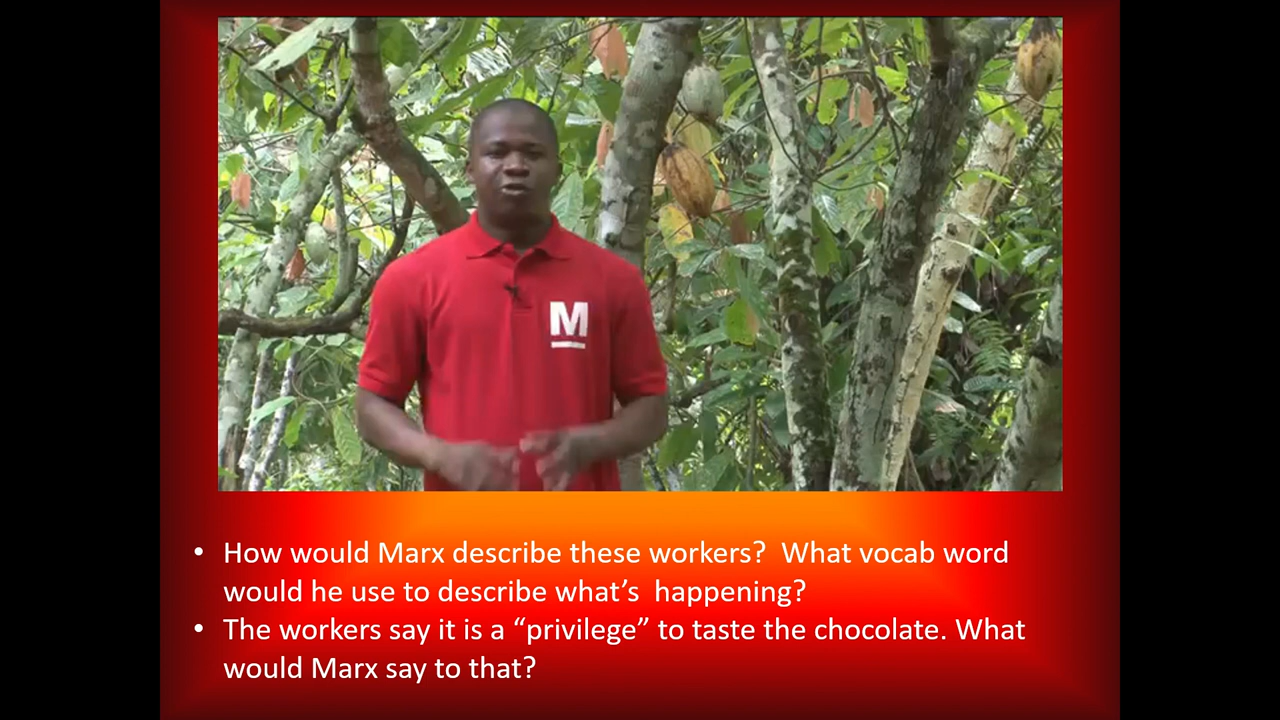 M
• How would Marx describe these workers?  What vocab word
would he use to describe what’s  happening?
• The workers say it is a “privilege” to taste the chocolate. What
would Marx say to that?